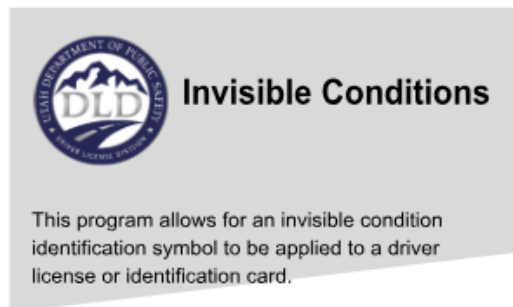 UTAH DEPARTMENT OF PUBLIC SAFETY
DLD
DRIVER LICENSE DIVISION
Invisible Conditions
This program allows for an invisible condition
identification symbol to be applied to a driver
license or identification card.